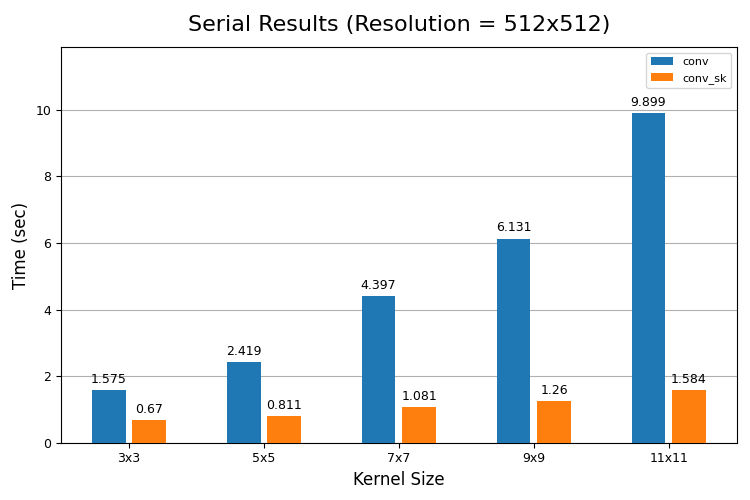 Serial Results (Resolution = 512x512)
conv
conv_sk
Time (sec)
10
8
6
4
2
0
1.575
0.67
2.419
0.811
4.397
1.081
6.131
1.26
9.899
1.584
3x3
5x5
7x7
9x9
11x11
Kernel Size